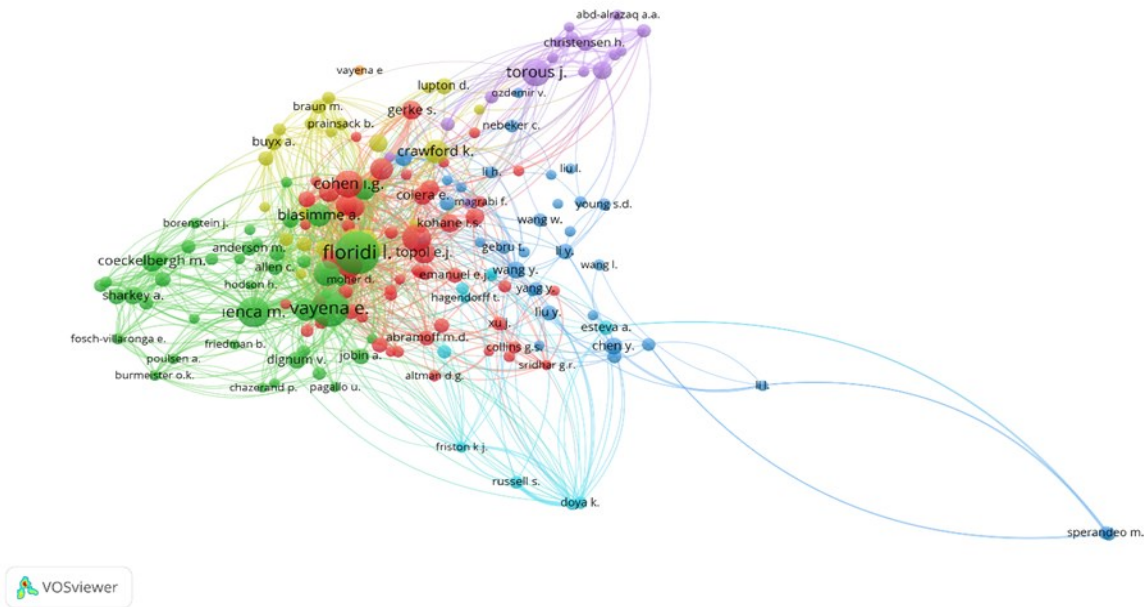 abd-alrazaq a.a.
christensen h.
vayena e
torous j.
lupton d.
ozdemir v.
braun m.
gerke s.
prainsack b.
nebeker c.
buyx a.
crawford k.
li h.
liu l.
cohen i.g.
colera e.
magrabi f.
young s.d.
blasimme a.
borenstein j.
kohane i.s.
wang w.
anderson m.
floridi l.
topol e.j.
gebru t.
li y.
coeckelbergh m.
allen c.
wang y.
wang l.
emanuel e.j.
moher d.
hodson h.
yang y.
sharkey a.
hagendorff t.
ienca m.
vayena e.
liu y.
xu j.
esteva a.
fosch-villaronga e.
friedman b.
abramoff m.d.
chen y.
collins g.s.
poulsen a.
dignum v.
jobin a.
sridhar g.r.
burmeister o.k.
altman d.g.
chazerand p.
pagallo u.
li l.
friston k j.
russell s.
doya k.
sperandeo m.
VOSviewer